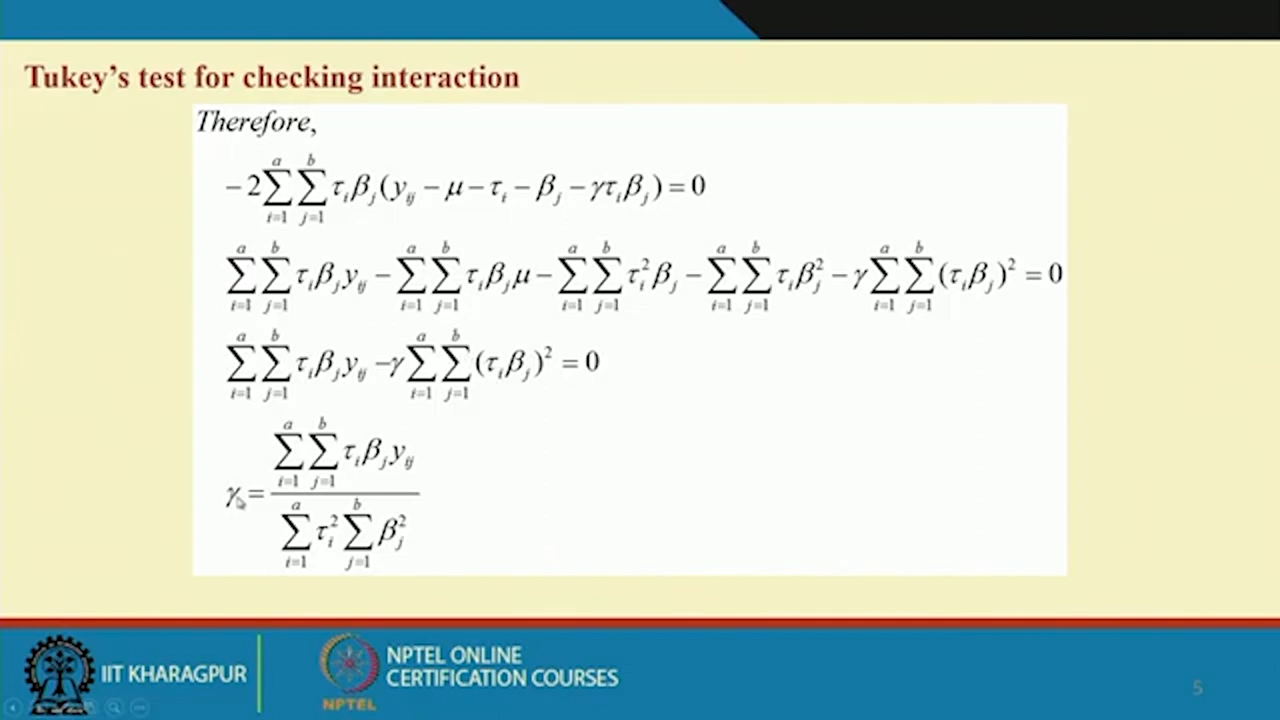 Tukey's test for checking interaction
Therefore,
$-2\sum_{i=1}^{a}\sum_{j=1}^{b}\tau_i\beta_j(y_{ij}-\mu-\tau_i-\beta_j-\gamma\tau_i\beta_j)=0$
$\sum_{i=1}^{a}\sum_{j=1}^{b}\tau_i\beta_j y_{ij}-\sum_{i=1}^{a}\sum_{j=1}^{b}\tau_i\beta_j\mu-\sum_{i=1}^{a}\sum_{j=1}^{b}\tau_i^2\beta_j-\sum_{i=1}^{a}\sum_{j=1}^{b}\tau_i\beta_j^2-\gamma\sum_{i=1}^{a}\sum_{j=1}^{b}(\tau_i\beta_j)^2=0$
$\sum_{i=1}^{a}\sum_{j=1}^{b}\tau_i\beta_j y_{ij}-\gamma\sum_{i=1}^{a}\sum_{j=1}^{b}(\tau_i\beta_j)^2=0$
$\gamma=\frac{\sum_{i=1}^{a}\sum_{j=1}^{b}\tau_i\beta_j y_{ij}}{\sum_{i=1}^{a}\tau_i^2\sum_{j=1}^{b}\beta_j^2}$
IIT KHARAGPUR
NPTEL
NPTEL ONLINE
CERTIFICATION COURSES
5